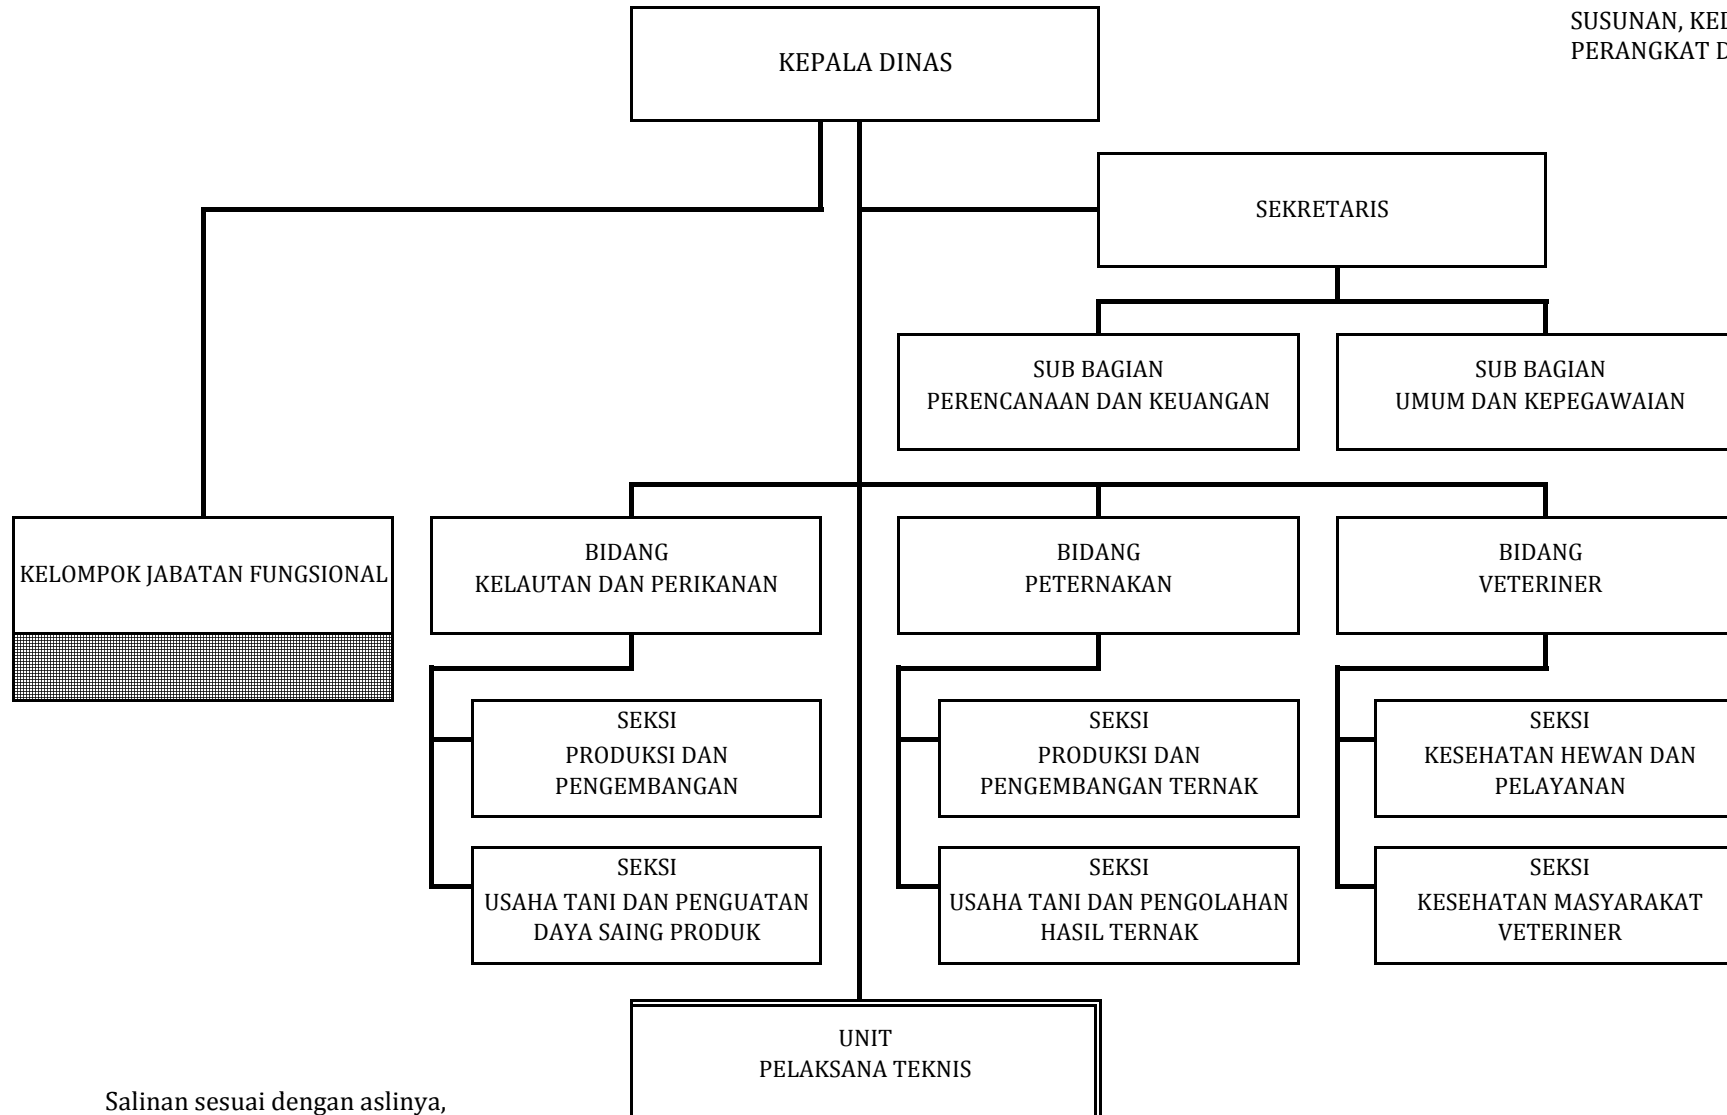 SUSUNAN,
PERANGKAT
KEPALA DINAS
SEKRETARIS
SUB BAGIAN
PERENCANAAN DAN KEUANGAN
SUB BAGIAN
UMUM DAN KEPEGAWAIAN
KELOMPOK JABATAN FUNGSIONAL
BIDANG
KELAUTAN DAN PERIKANAN
BIDANG
PETERNAKAN
BIDANG
VETERINER
SEKSI
PRODUKSI DAN
PENGEMBANGAN
SEKSI
PRODUKSI DAN
PENGEMBANGAN TERNAK
SEKSI
KESEHATAN HEWAN DAN
PELAYANAN
SEKSI
USAHA TANI DAN PENGUATAN
DAYA SAING PRODUK
SEKSI
USAHA TANI DAN PENGOLAHAN
HASIL TERNAK
SEKSI
KESEHATAN MASYARAKAT
VETERINER
UNIT
PELAKSANA TEKNIS
Salinan sesuai dengan aslinya,